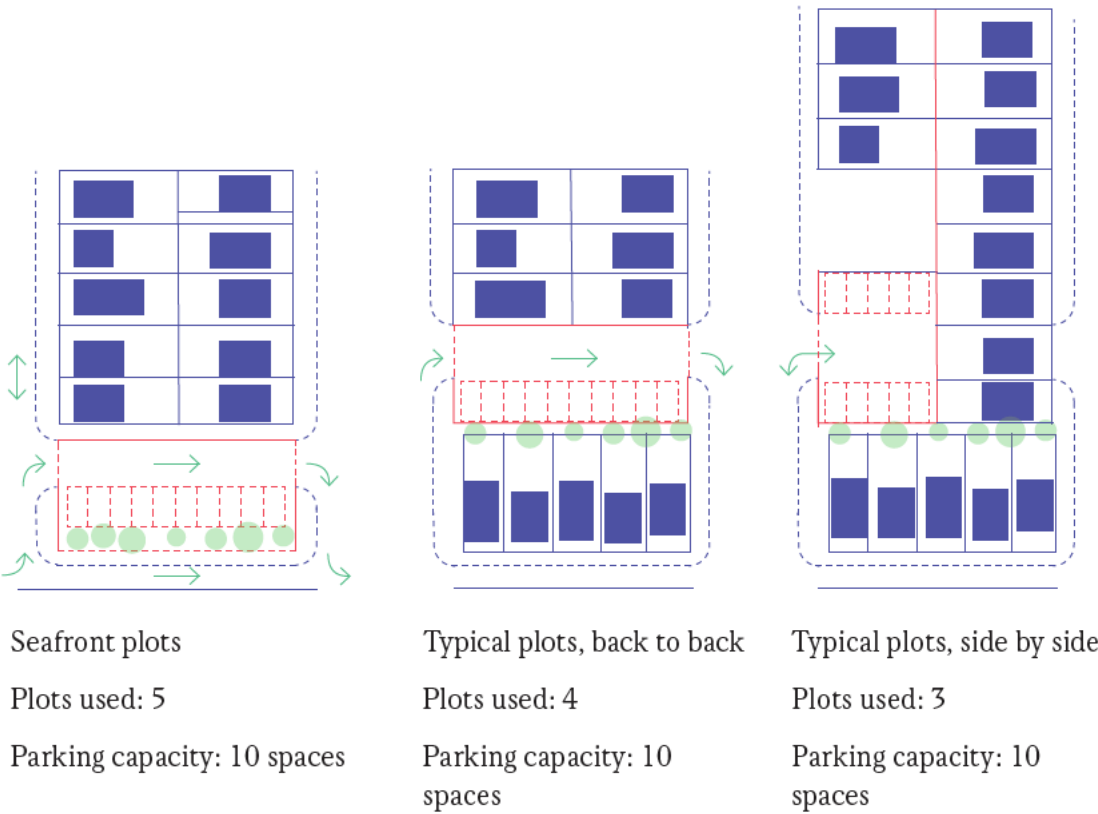 Seafront plots
Plots used: 5
Parking capacity: 10 spaces
Typical plots, back to back
Plots used: 4
Parking capacity: 10
spaces
Typical plots, side by side
Plots used: 3
Parking capacity: 10
spaces